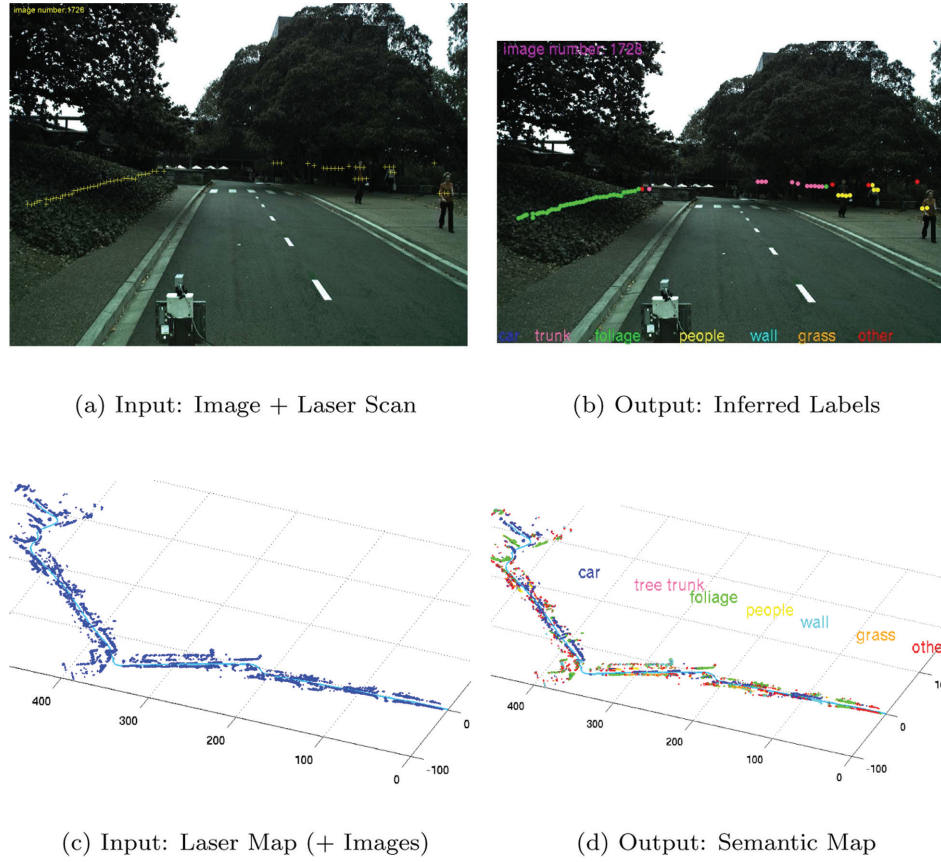 image number:1728
image number: 1728
car trunk foliage people wall grass other
(a) Input: Image + Laser Scan
(b) Output: Inferred Labels
400
300
200
100
0
-100
0
car
tree trunk
foliage
people
wall
grass
othe
10
400
300
200
100
0
-100
0
(c) Input: Laser Map (+ Images)
(d) Output: Semantic Map